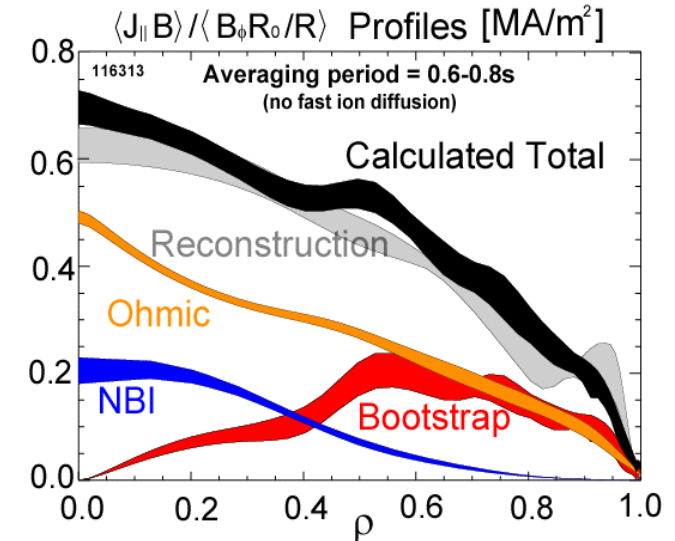 ⟨J∥B⟩/⟨BϕR₀/R⟩ Profiles [MA/m²]
0.8
116313 Averaging period = 0.6-0.8s
(no fast ion diffusion)
Calculated Total
0.6
Reconstruction
0.4
Ohmic
0.2
NBI
Bootstrap
0.0
0.0 0.2 0.4 0.6 0.8 1.0
ρ